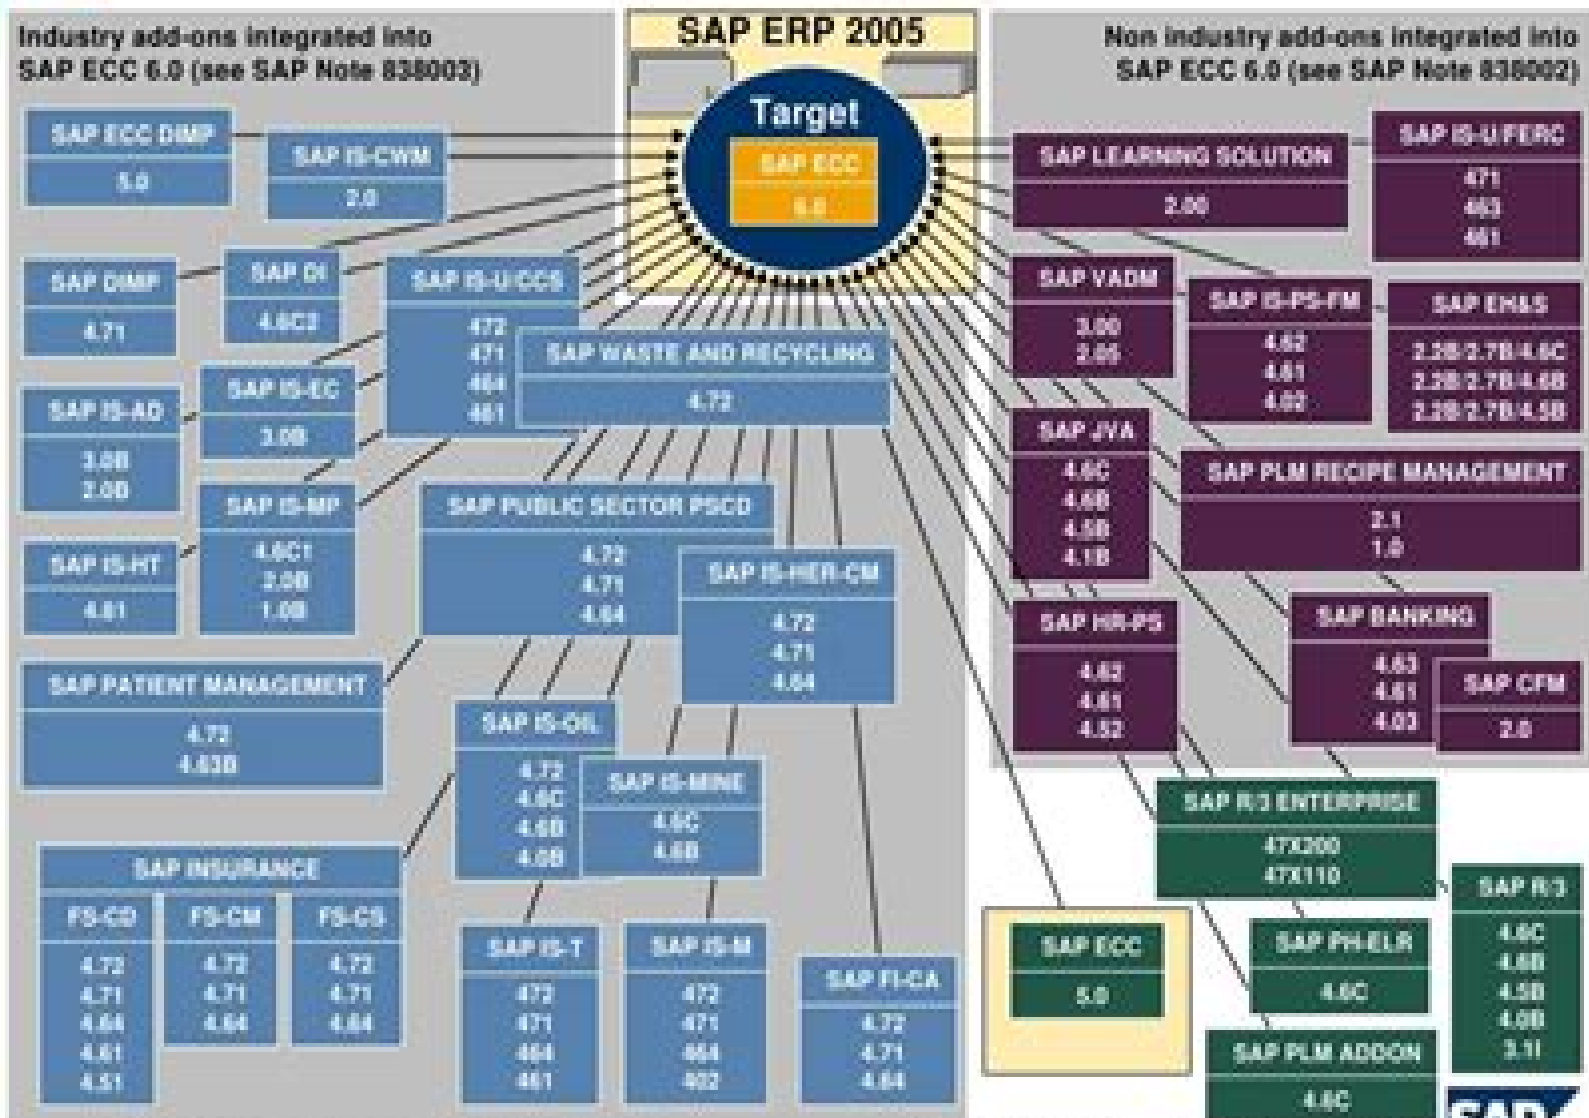 Industry add-ons integrated into
SAP ECC 6.0 (see SAP Note 838003)
SAP ERP 2005
Non industry add-ons integrated into
SAP ECC 6.0 (see SAP Note 838002)
Target
SAP ECC
6.0
SAP ECC DIMP
5.0
SAP IS-CWM
2.0
SAP DIMP
4.71
SAP DI
4.6C2
SAP IS-U/CCS
472
471
464
461
SAP WASTE AND RECYCLING
4.72
SAP IS-AD
3.0B
2.0B
SAP IS-EC
3.0B
SAP IS-MP
4.6C1
2.0B
1.0B
SAP IS-HT
4.61
SAP PUBLIC SECTOR PSCD
4.72
4.71
4.64
SAP IS-HER-CM
4.72
4.71
4.64
SAP PATIENT MANAGEMENT
4.72
4.63B
SAP IS-OIL
4.72
4.6C
4.6B
4.0B
SAP IS-MINE
4.6C
4.6B
SAP INSURANCE
FS-CD
4.72
4.71
4.64
4.61
4.51
FS-CM
4.72
4.71
4.64
FS-CS
4.72
4.71
4.64
SAP IS-T
472
471
464
461
SAP IS-M
472
471
464
402
SAP FI-CA
4.72
4.71
4.64
SAP LEARNING SOLUTION
2.00
SAP IS-U/FERC
471
463
461
SAP VADM
3.00
2.05
SAP IS-PS-FM
4.62
4.61
4.02
SAP EH&S
2.2B/2.7B/4.6C
2.2B/2.7B/4.6B
2.2B/2.7B/4.5B
SAP JVA
4.6C
4.6B
4.5B
4.1B
SAP PLM RECIPE MANAGEMENT
2.1
1.0
SAP HR-PS
4.62
4.61
4.52
SAP BANKING
4.63
4.61
4.03
SAP CFM
2.0
SAP R/3 ENTERPRISE
47X200
47X110
SAP R/3
4.6C
4.6B
4.5B
4.0B
3.1I
SAP ECC
5.0
SAP PH-ELR
4.6C
SAP PLM ADDON
4.6C
SAP